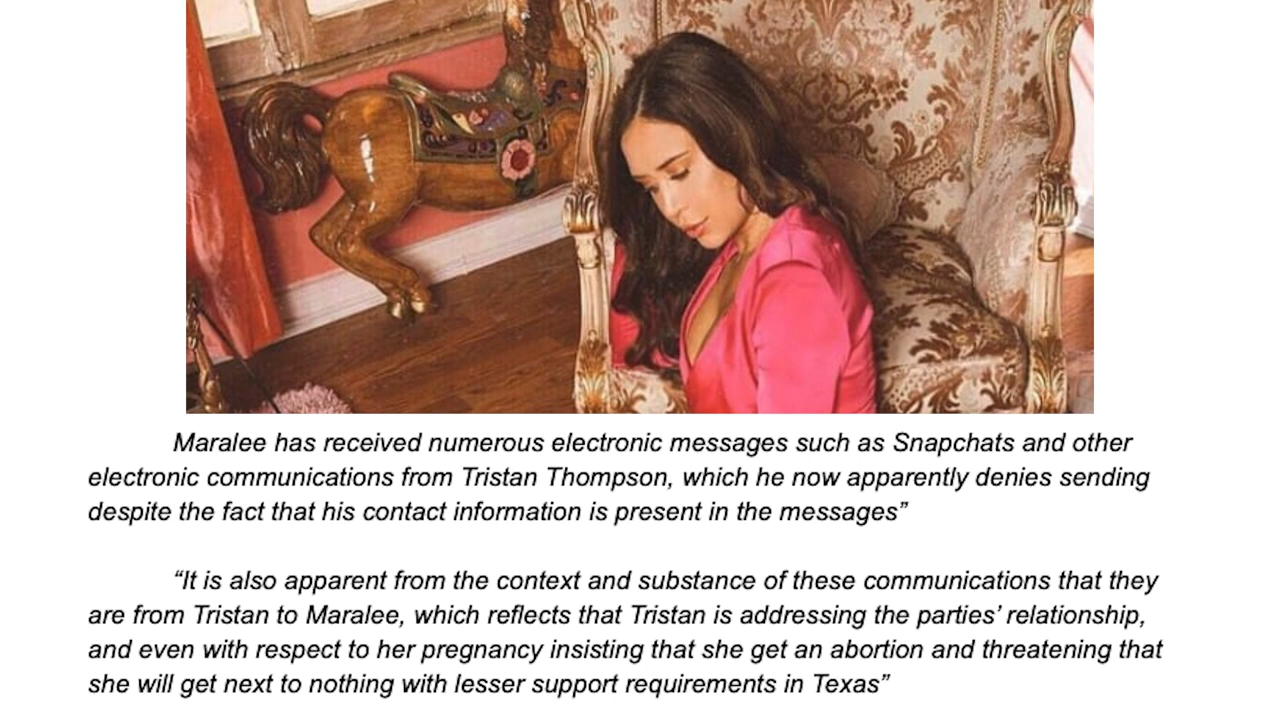 Maralee has received numerous electronic messages such as Snapchats and other
electronic communications from Tristan Thompson, which he now apparently denies sending
despite the fact that his contact information is present in the messages”
“It is also apparent from the context and substance of these communications that they
are from Tristan to Maralee, which reflects that Tristan is addressing the parties’ relationship,
and even with respect to her pregnancy insisting that she get an abortion and threatening that
she will get next to nothing with lesser support requirements in Texas”